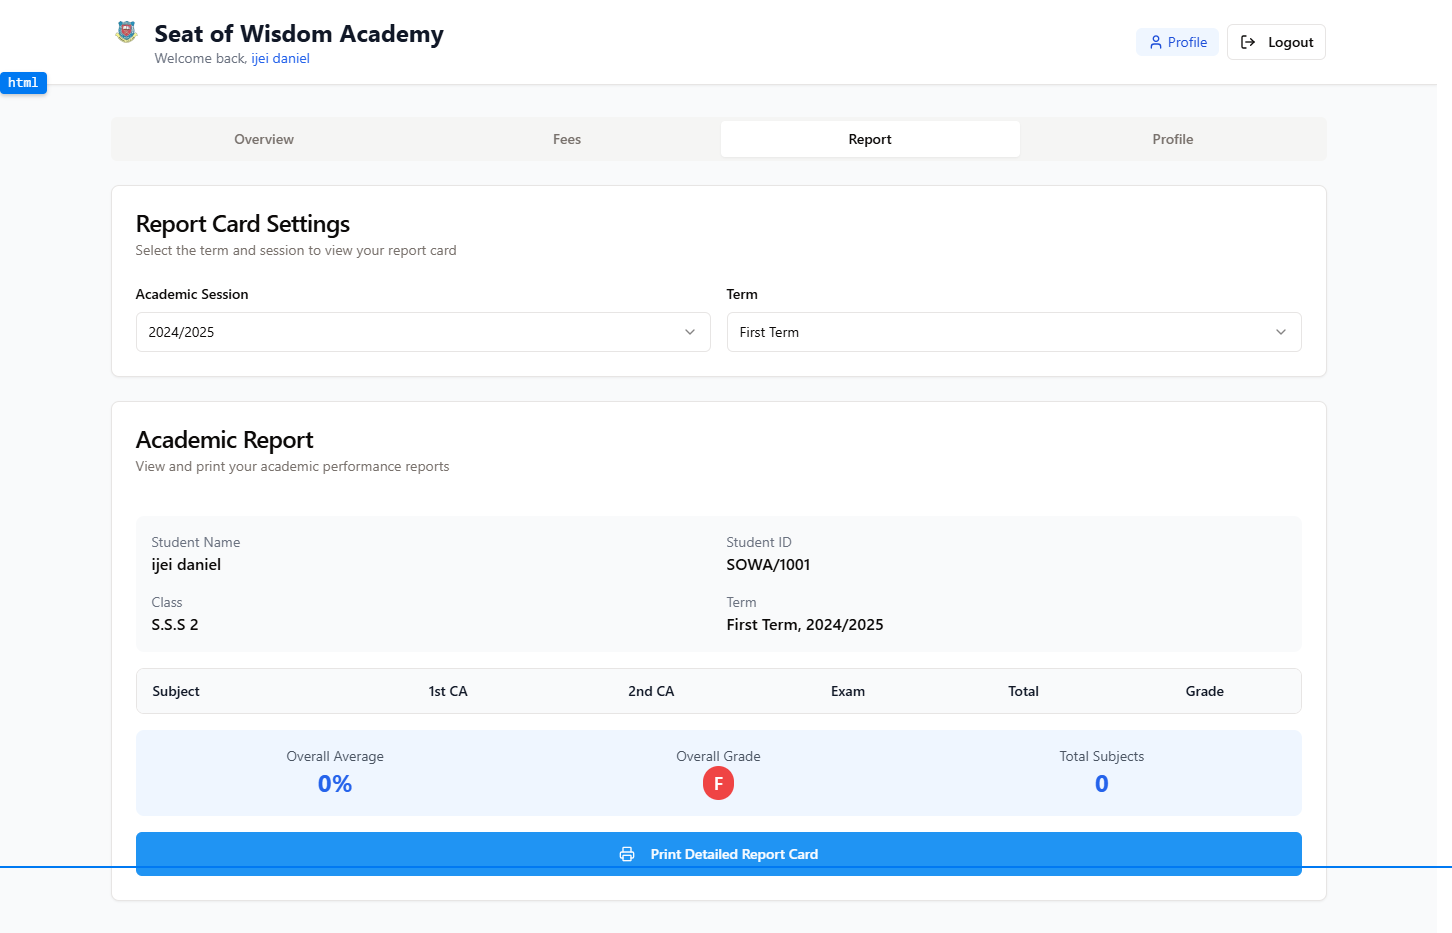 Seat of Wisdom Academy
Welcome back, ijei daniel
Profile
Logout
html
Overview
Fees
Report
Profile
Report Card Settings
Select the term and session to view your report card
Academic Session
Term
2024/2025
First Term
Academic Report
View and print your academic performance reports
Student Name
Student ID
ijei daniel
SOWA/1001
Class
Term
S.S.S 2
First Term, 2024/2025
Subject 1st CA 2nd CA Exam Total Grade
Overall Average
Overall Grade
Total Subjects
0%
F
0
Print Detailed Report Card